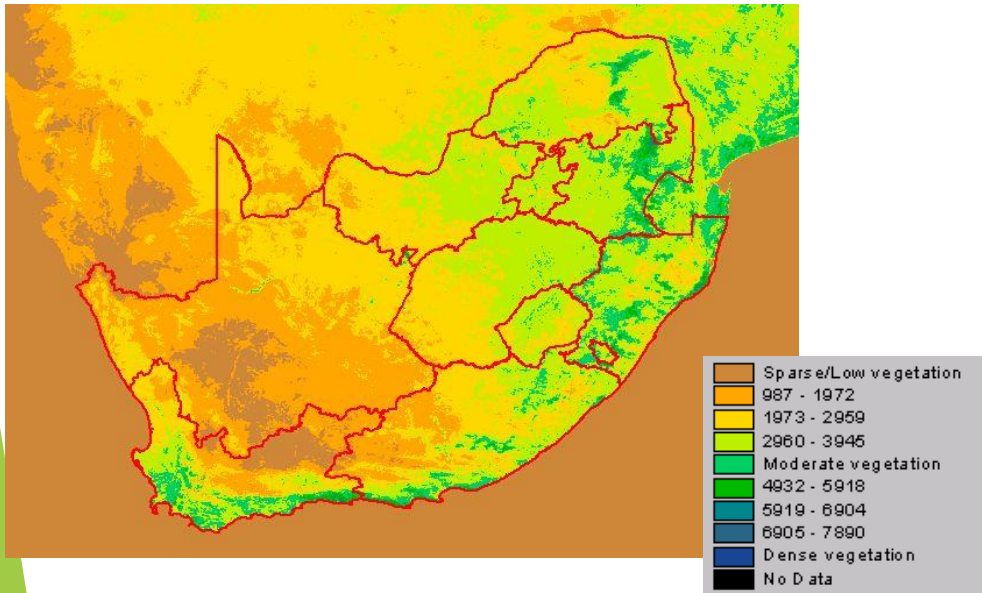 Sparse/Low vegetation
987 - 1972
1973 - 2959
2960 - 3945
Moderate vegetation
4932 - 5918
5919 - 6904
6905 - 7890
Dense vegetation
No Data